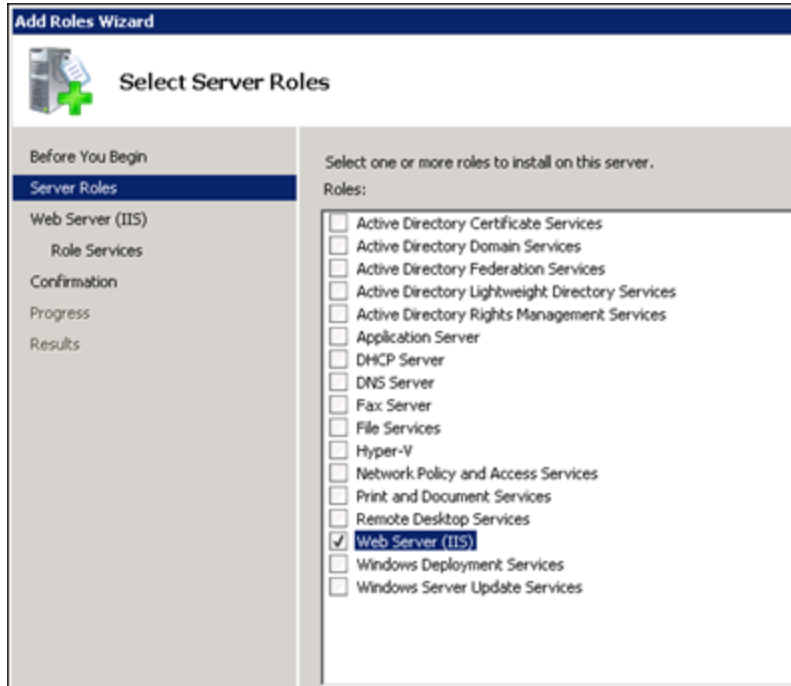 Add Roles Wizard
Select Server Roles
Before You Begin
Server Roles
Web Server (IIS)
Role Services
Confirmation
Progress
Results
Select one or more roles to install on this server.
Roles:
Active Directory Certificate Services
Active Directory Domain Services
Active Directory Federation Services
Active Directory Lightweight Directory Services
Active Directory Rights Management Services
Application Server
DHCP Server
DNS Server
Fax Server
File Services
Hyper-V
Network Policy and Access Services
Print and Document Services
Remote Desktop Services
Web Server (IIS)
Windows Deployment Services
Windows Server Update Services